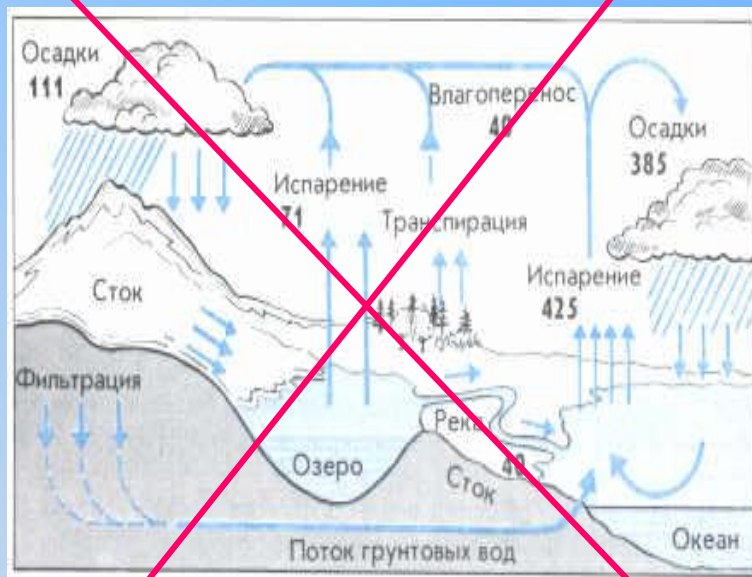 Осадки
111
Влагоперенос
40
Осадки
385
Испарение
71
Транспирация
Испарение
425
Сток
Фильтрация
Река
40
Озеро
Сток
Океан
Поток грунтовых вод